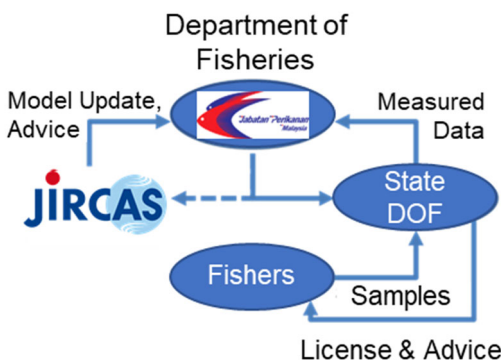 Department of
Fisheries
Model Update,
Advice
Jabatan Perikanan
Malaysia
Measured
Data
JIRCAS
State
DOF
Fishers
Samples
License & Advice